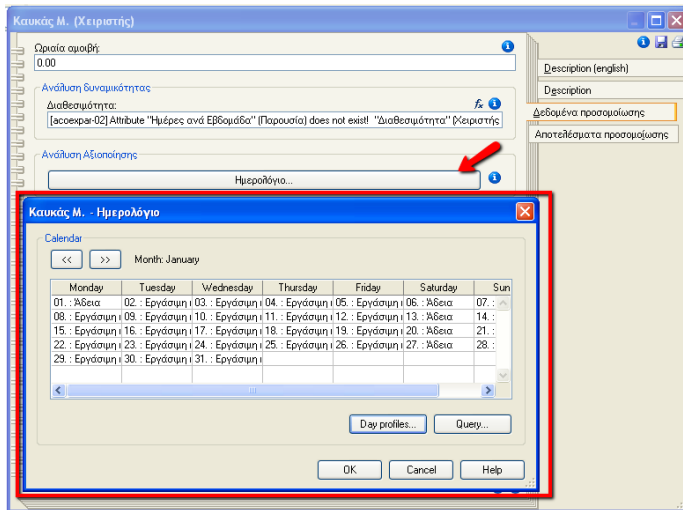 Καυκάς Μ. (Χειριστής)
Ωριαία αμοιβή:
0.00
Ανάλυση δυναμικότητας
Διαθεσιμότητα:
[acoexpar-02] Attribute "Ημέρες ανά Εβδομάδα" (Παρουσία) does not exist! "Διαθεσιμότητα" (Χειριστής
Ανάλυση Αξιοποίησης
Ημερολόγιο...
Description (english)
Description
Δεδομένα προσομοίωσης
Αποτελέσματα προσομοίωσης
Καυκάς Μ. - Ημερολόγιο
Calendar
<< >> Month: January
Monday Tuesday Wednesday Thursday Friday Saturday Sun
01. : Άδεια 02. : Εργάσιμη 03. : Εργάσιμη 04. : Εργάσιμη 05. : Εργάσιμη 06. : Άδεια 07. :
08. : Εργάσιμη 09. : Εργάσιμη 10. : Εργάσιμη 11. : Εργάσιμη 12. : Εργάσιμη 13. : Άδεια 14. :
15. : Εργάσιμη 16. : Εργάσιμη 17. : Εργάσιμη 18. : Εργάσιμη 19. : Εργάσιμη 20. : Άδεια 21. :
22. : Εργάσιμη 23. : Εργάσιμη 24. : Εργάσιμη 25. : Εργάσιμη 26. : Εργάσιμη 27. : Άδεια 28. :
29. : Εργάσιμη 30. : Εργάσιμη 31. : Εργάσιμη
Day profiles... Query...
OK Cancel Help